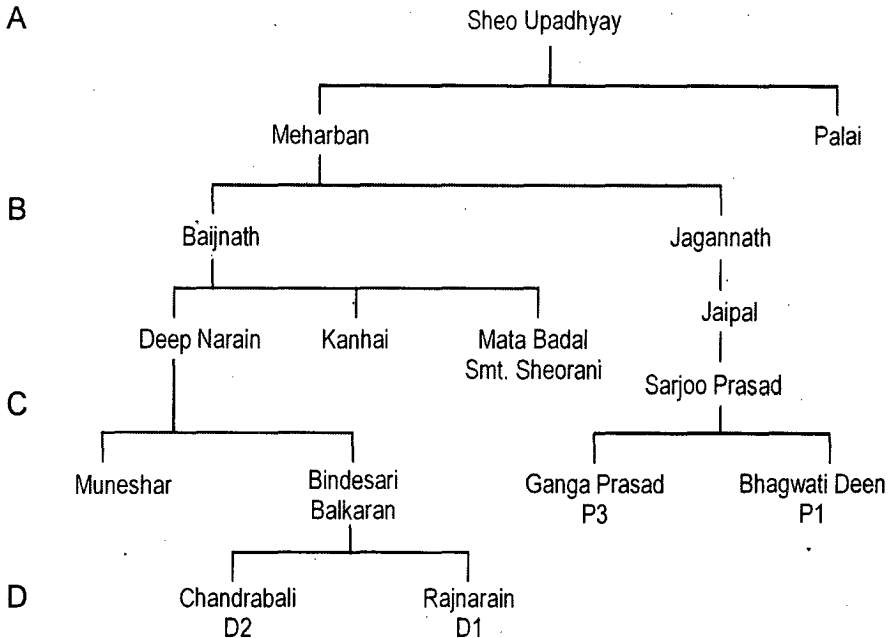 A
Sheo Upadhyay
Meharban Palai
B
Baijnath Jagannath
Jaipal
Deep Narain Kanhai Mata Badal
Smt. Sheorani
Sarjoo Prasad
C
Muneshar Bindesari Ganga Prasad Bhagwati Deen
Balkaran P3 P1
D
Chandrabali Rajnarain
D2 D1